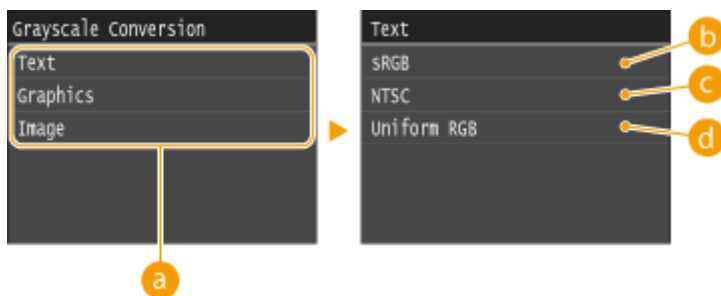 Grayscale Conversion
Text
Graphics
Image
a
Text
sRGB
NTSC
Uniform RGB
b
c
d